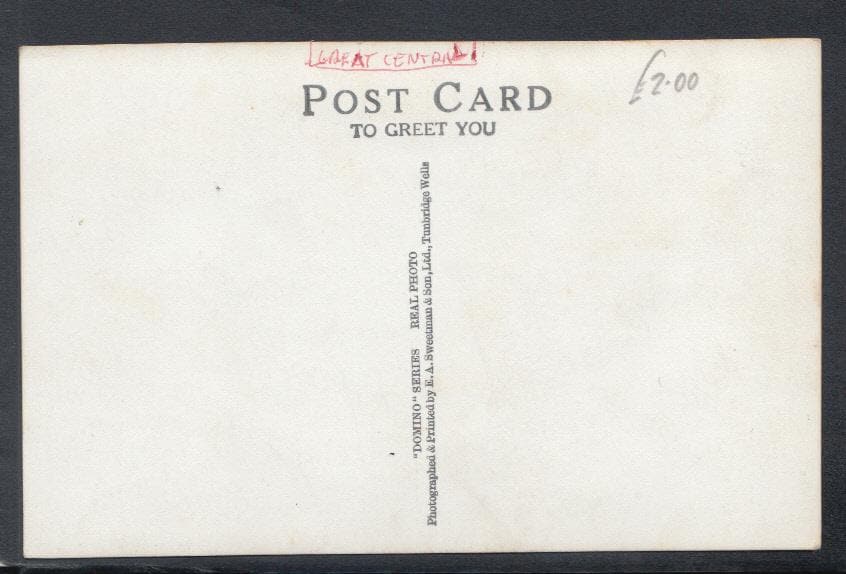 GREAT CENTRAL
£2.00
POST CARD
TO GREET YOU
"DOMINO" SERIES REAL PHOTO
Photographed & Printed by E. A. Sweetman & Son, Ltd., Tunbridge Wells